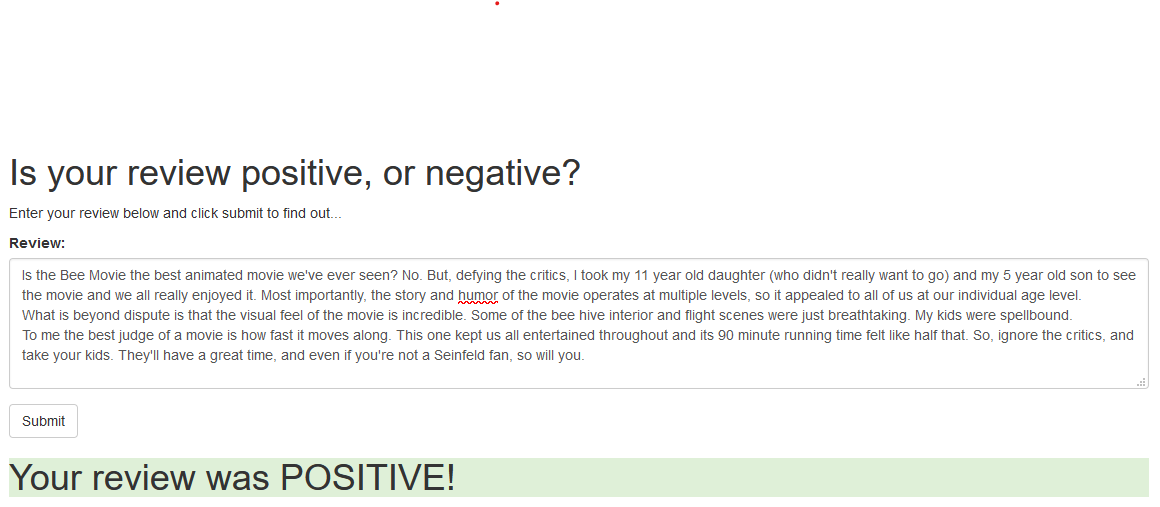 Is your review positive, or negative?
Enter your review below and click submit to find out...
Review:
Is the Bee Movie the best animated movie we've ever seen? No. But, defying the critics, I took my 11 year old daughter (who didn't really want to go) and my 5 year old son to see
the movie and we all really enjoyed it. Most importantly, the story and humor of the movie operates at multiple levels, so it appealed to all of us at our individual age level.
What is beyond dispute is that the visual feel of the movie is incredible. Some of the bee hive interior and flight scenes were just breathtaking. My kids were spellbound.
To me the best judge of a movie is how fast it moves along. This one kept us all entertained throughout and its 90 minute running time felt like half that. So, ignore the critics, and
take your kids. They'll have a great time, and even if you're not a Seinfeld fan, so will you.
Submit
Your review was POSITIVE!